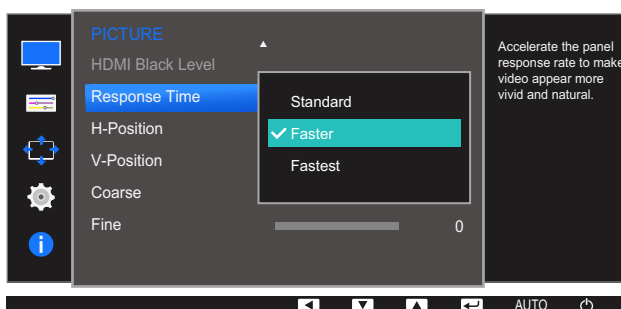 PICTURE
HDMI Black Level
Response Time
H-Position
V-Position
Coarse
Fine
0
Standard
Faster
Fastest
Accelerate the panel
response rate to make
video appear more
vivid and natural.
AUTO